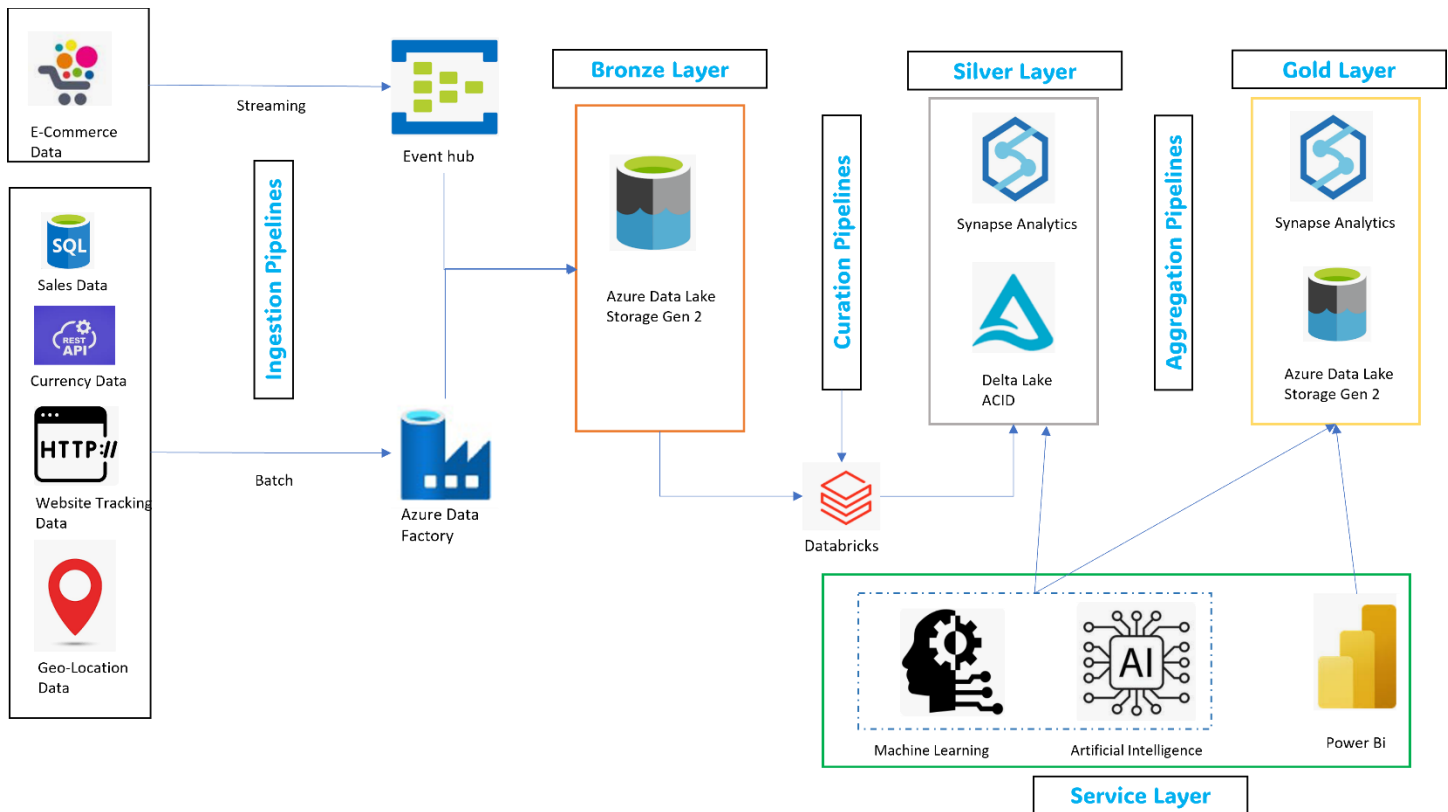 E-Commerce
Data
Streaming
Event hub
Ingestion Pipelines
SQL
Sales Data
REST
API
Currency Data
HTTP://
Website Tracking
Data
Geo-Location
Data
Batch
Azure Data
Factory
Bronze Layer
Azure Data Lake
Storage Gen 2
Curation Pipelines
Databricks
Silver Layer
Synapse Analytics
Delta Lake
ACID
Aggregation Pipelines
Gold Layer
Synapse Analytics
Azure Data Lake
Storage Gen 2
Machine Learning
AI
Artificial Intelligence
Power Bi
Service Layer